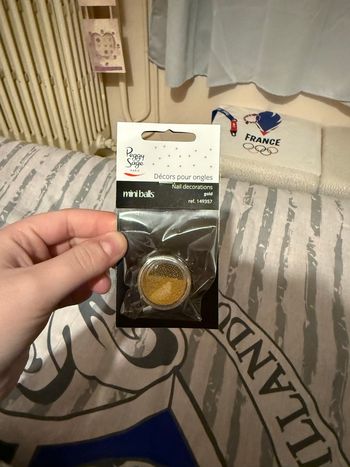 FRANCE
Peggy
Sage
PARIS
Décors pour ongles
Nail decorations
mini balls
gold
ref. 149357